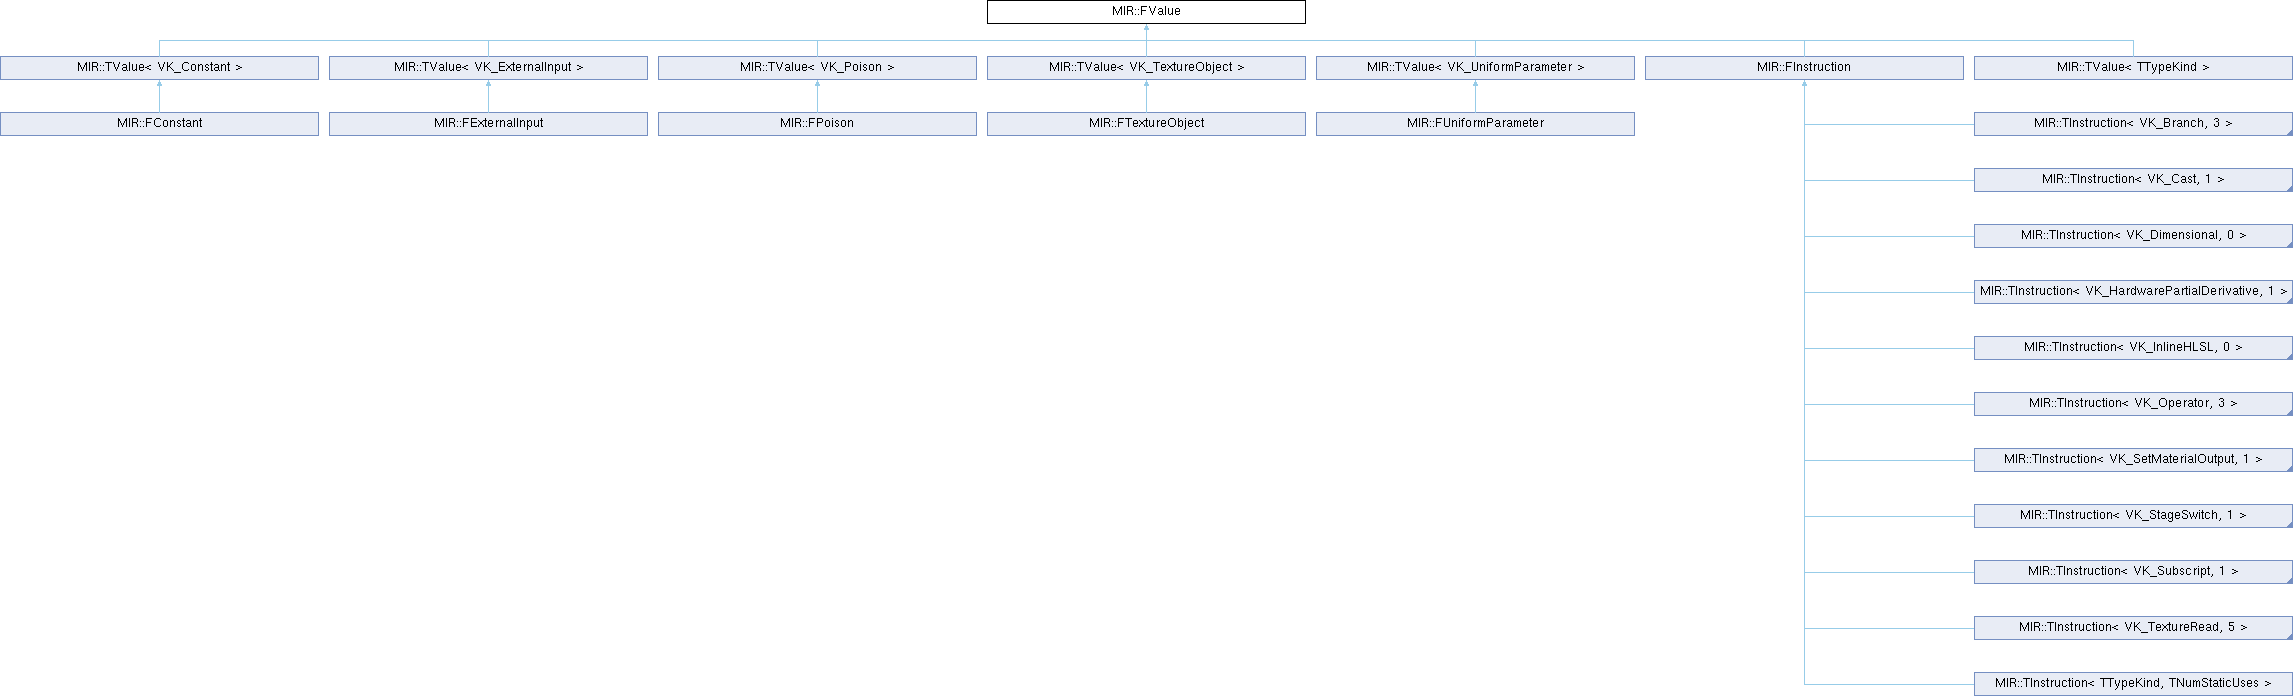 MIR::FValue
MIR::TValue< VK_Constant >
MIR::TValue< VK_ExternalInput >
MIR::TValue< VK_Poison >
MIR::TValue< VK_TextureObject >
MIR::TValue< VK_UniformParameter >
MIR::FInstruction
MIR::TValue< TTypeKind >
MIR::FConstant
MIR::FExternalInput
MIR::FPoison
MIR::FTextureObject
MIR::FUniformParameter
MIR::TInstruction< VK_Branch, 3 >
MIR::TInstruction< VK_Cast, 1 >
MIR::TInstruction< VK_Dimensional, 0 >
MIR::TInstruction< VK_HardwarePartialDerivative, 1 >
MIR::TInstruction< VK_InlineHLSL, 0 >
MIR::TInstruction< VK_Operator, 3 >
MIR::TInstruction< VK_SetMaterialOutput, 1 >
MIR::TInstruction< VK_StageSwitch, 1 >
MIR::TInstruction< VK_Subscript, 1 >
MIR::TInstruction< VK_TextureRead, 5 >
MIR::TInstruction< TTypeKind, TNumStaticUses >